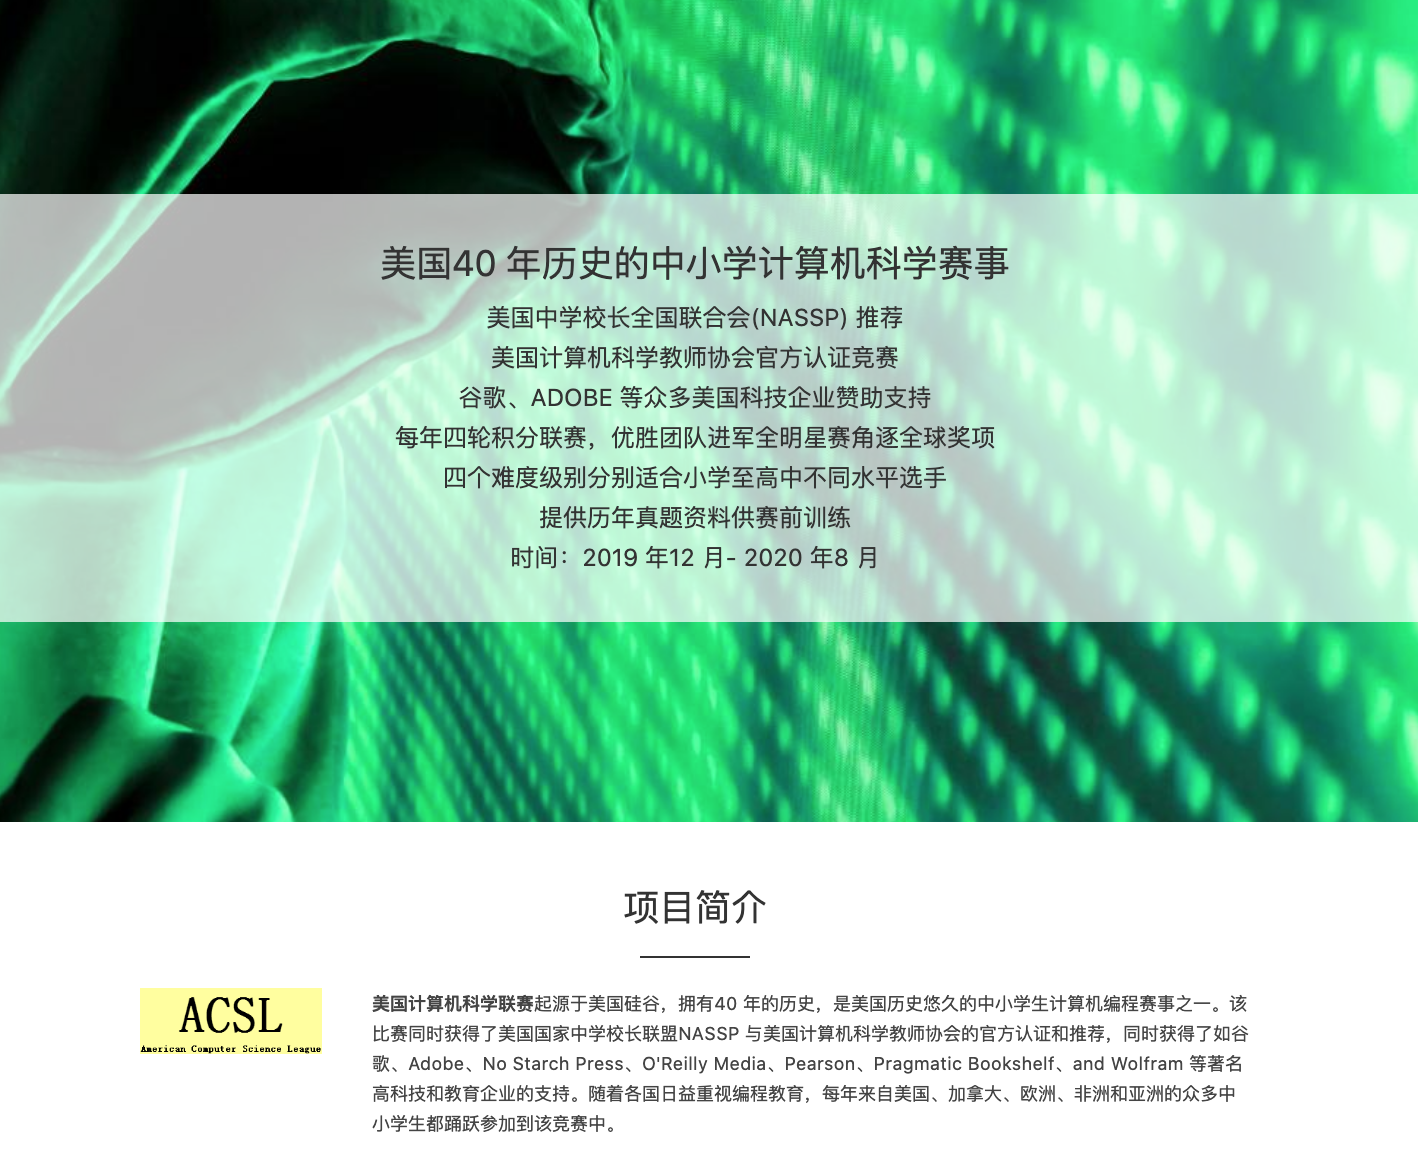 美国40 年历史的中小学计算机科学赛事
美国中学校长全国联合会(NASSP) 推荐
美国计算机科学教师协会官方认证竞赛
谷歌、ADOBE 等众多美国科技企业赞助支持
每年四轮积分联赛，优胜团队进军全明星赛角逐全球奖项
四个难度级别分别适合小学至高中不同水平选手
提供历年真题资料供赛前训练
时间：2019 年12 月- 2020 年8 月
项目简介
ACSL
American Computer Science League
美国计算机科学联赛起源于美国硅谷，拥有40 年的历史，是美国历史悠久的中小学生计算机编程赛事之一。该
比赛同时获得了美国国家中学校长联盟NASSP 与美国计算机科学教师协会的官方认证和推荐，同时获得了如谷
歌、Adobe、No Starch Press、O'Reilly Media、Pearson、Pragmatic Bookshelf、and Wolfram 等著名
高科技和教育企业的支持。随着各国日益重视编程教育，每年来自美国、加拿大、欧洲、非洲和亚洲的众多中
小学生都踊跃参加到该竞赛中。